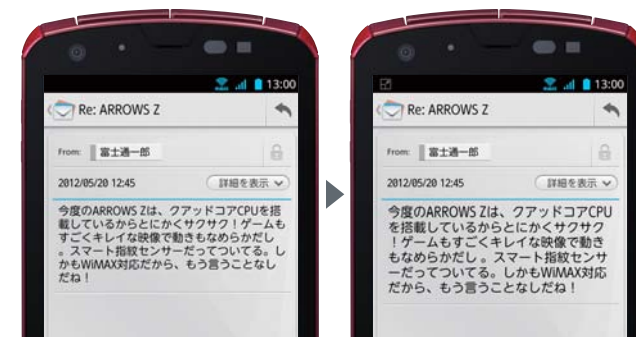 13:00
Re: ARROWS Z
From: 富士通一郎
2012/05/20 12:45 詳細を表示
今度のARROWS Zは、クアッドコアCPUを搭
載しているからとにかくサクサク！ゲームも
すごくキレイな映像で動きもなめらかだし
。スマート指紋センサーだってついてる。し
かもWiMAX対応だから、もう言うことなし
だね！
13:00
Re: ARROWS Z
From: 富士通一郎
2012/05/20 12:45 詳細を表示
今度のARROWS Zは、クアッドコアCPU
を搭載しているからとにかくサクサク
！ゲームもすごくキレイな映像で動き
もなめらかだし 。スマート指紋センサ
ーだってついてる。しかもWiMAX対応
だから、もう言うことなしだね！